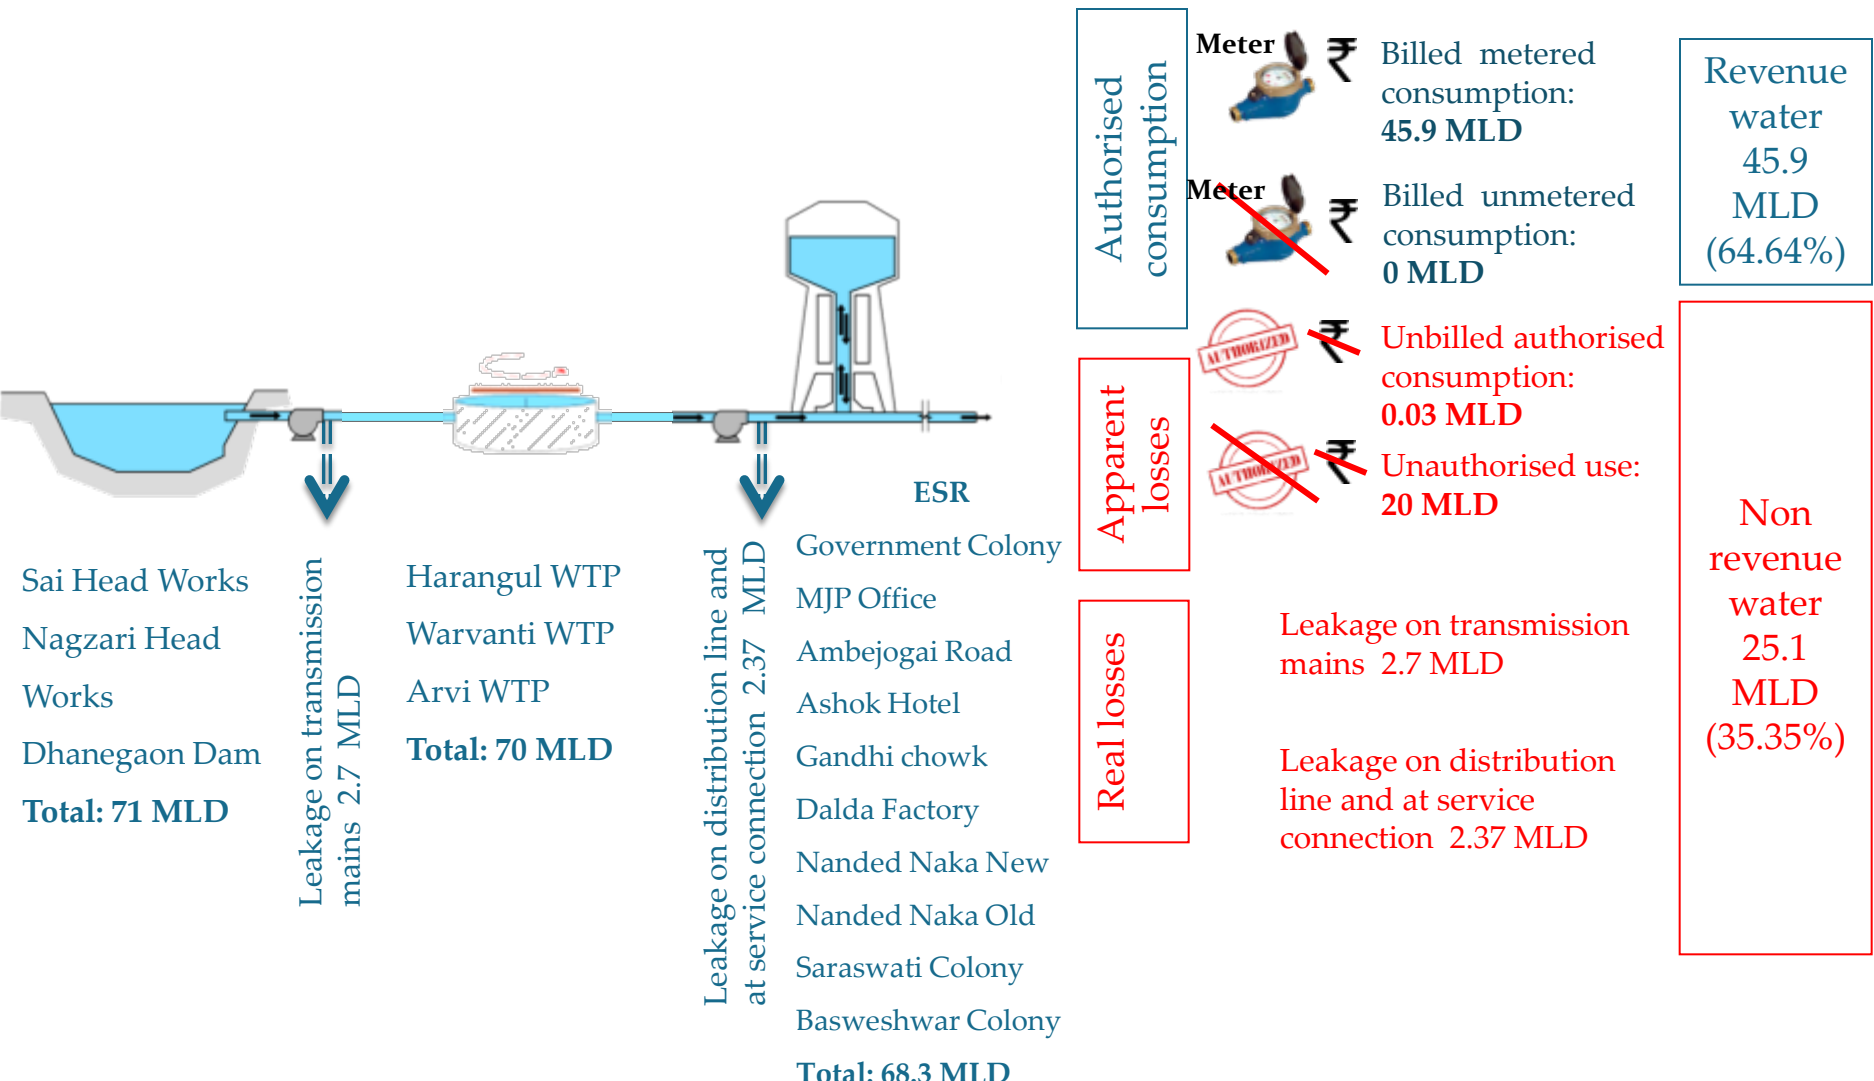 Sai Head Works
Nagzari Head
Works
Dhanegaon Dam
Total: 71 MLD
Leakage on transmission
mains 2.7 MLD
Harangul WTP
Warvanti WTP
Arvi WTP
Total: 70 MLD
Leakage on distribution line and
at service connection 2.37 MLD
ESR
Government Colony
MJP Office
Ambejogai Road
Ashok Hotel
Gandhi chowk
Dalda Factory
Nanded Naka New
Nanded Naka Old
Saraswati Colony
Basweshwar Colony
Total: 68.3 MLD
Authorised
consumption
Meter ₹
Billed metered
consumption:
45.9 MLD
Meter ₹
Billed unmetered
consumption:
0 MLD
AUTHORIZED ₹
Unbilled authorised
consumption:
0.03 MLD
Apparent
losses
AUTHORIZED ₹
Unauthorised use:
20 MLD
Real losses
Leakage on transmission
mains 2.7 MLD
Leakage on distribution
line and at service
connection 2.37 MLD
Revenue
water
45.9
MLD
(64.64%)
Non
revenue
water
25.1
MLD
(35.35%)